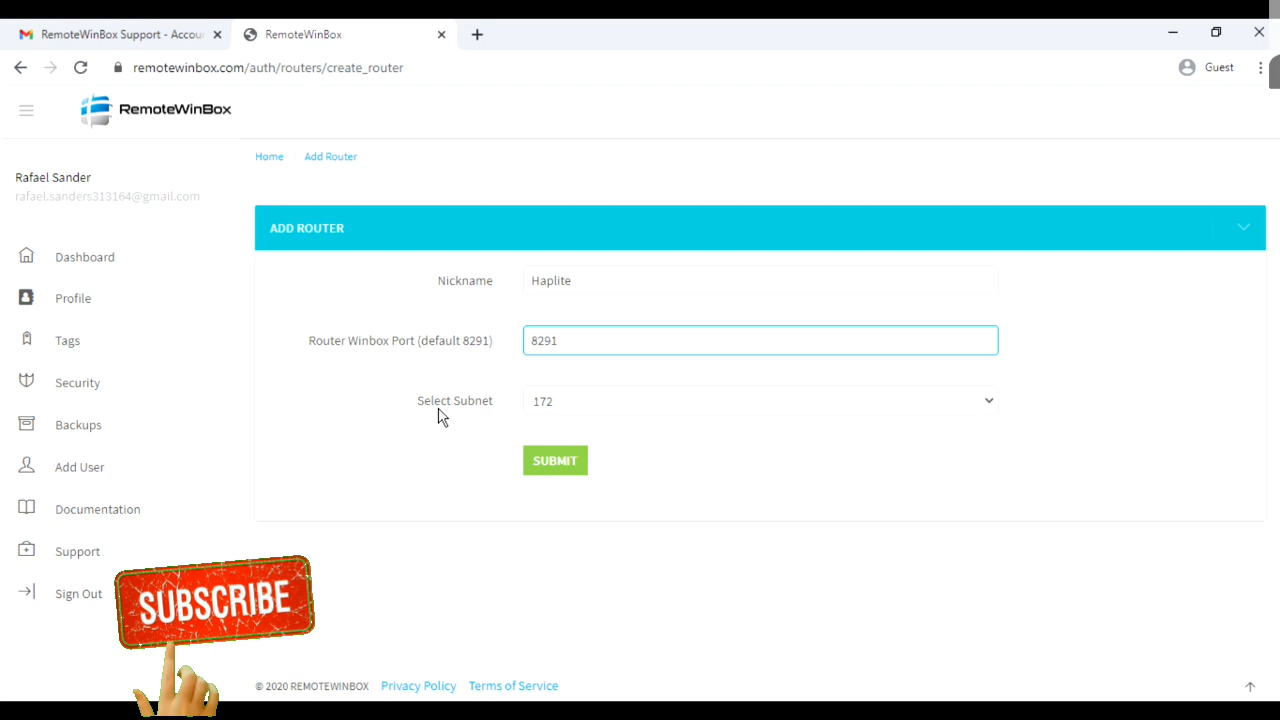 RemoteWinBox Support - Accou
RemoteWinBox
remotewinbox.com/auth/routers/create_router
Guest
RemoteWinBox
Home
Add Router
Rafael Sander
rafael.sanders313164@gmail.com
ADD ROUTER
Dashboard
Nickname
Haplite
Profile
Router Winbox Port (default 8291)
8291
Tags
Security
Select Subnet
172
Backups
SUBMIT
Add User
Documentation
Support
Sign Out
SUBSCRIBE
© 2020 REMOTEWINBOX
Privacy Policy
Terms of Service